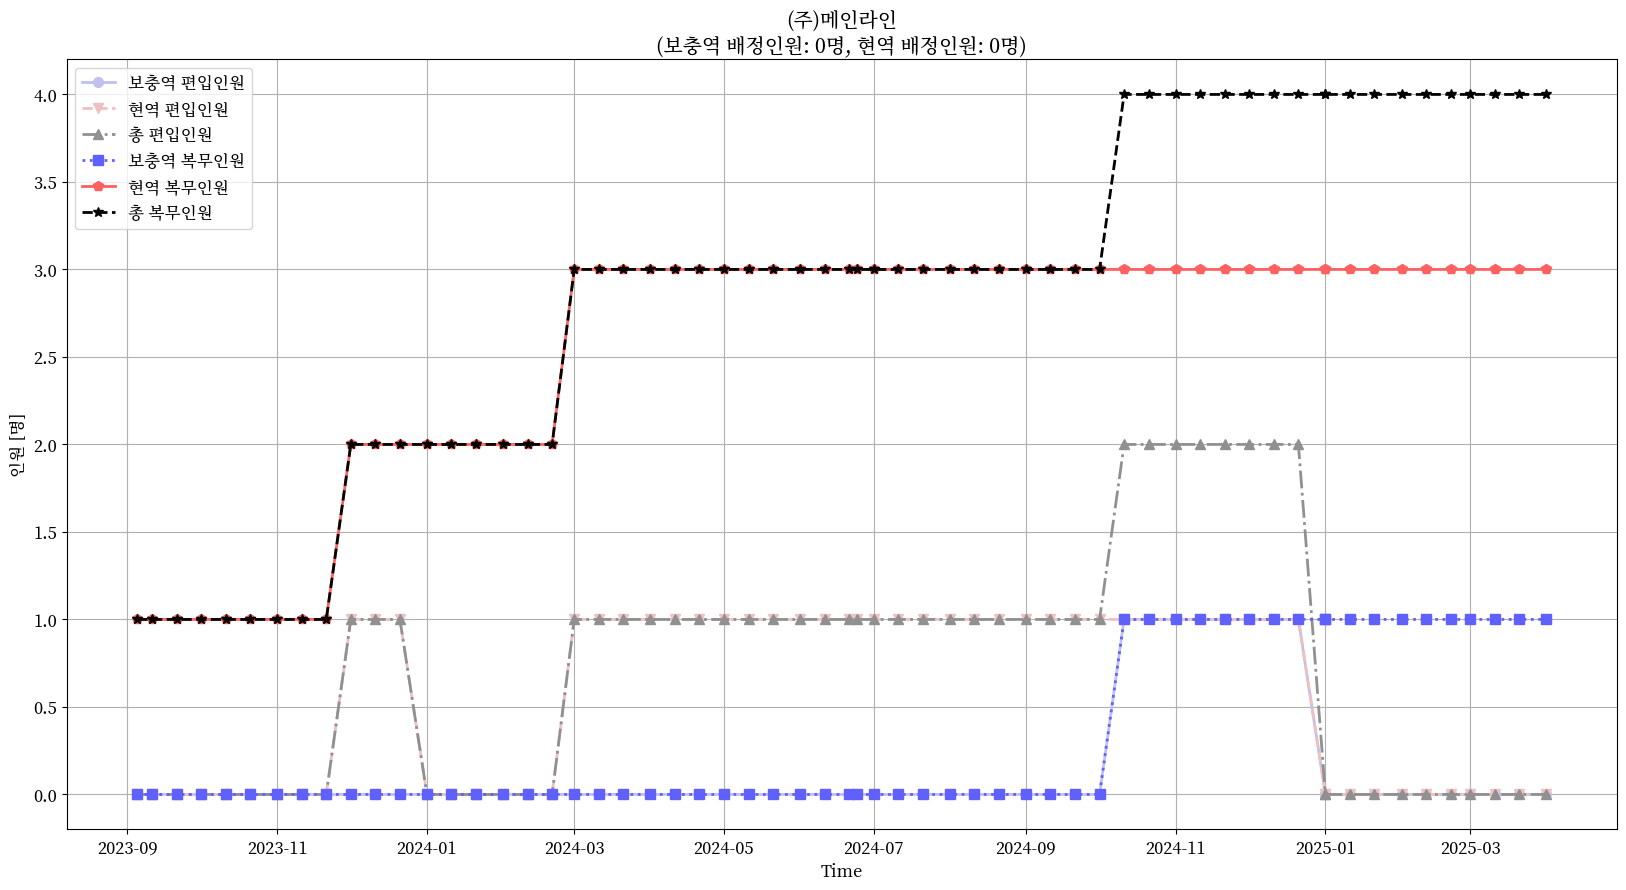 (주)메인라인
(보충역 배정인원: 0명, 현역 배정인원: 0명)
보충역 편입인원
현역 편입인원
총 편입인원
보충역 복무인원
현역 복무인원
총 복무인원
4.0
3.5
3.0
2.5
2.0
1.5
1.0
0.5
0.0
인원 [명]
2023-09 2023-11 2024-01 2024-03 2024-05 2024-07 2024-09 2024-11 2025-01 2025-03
Time